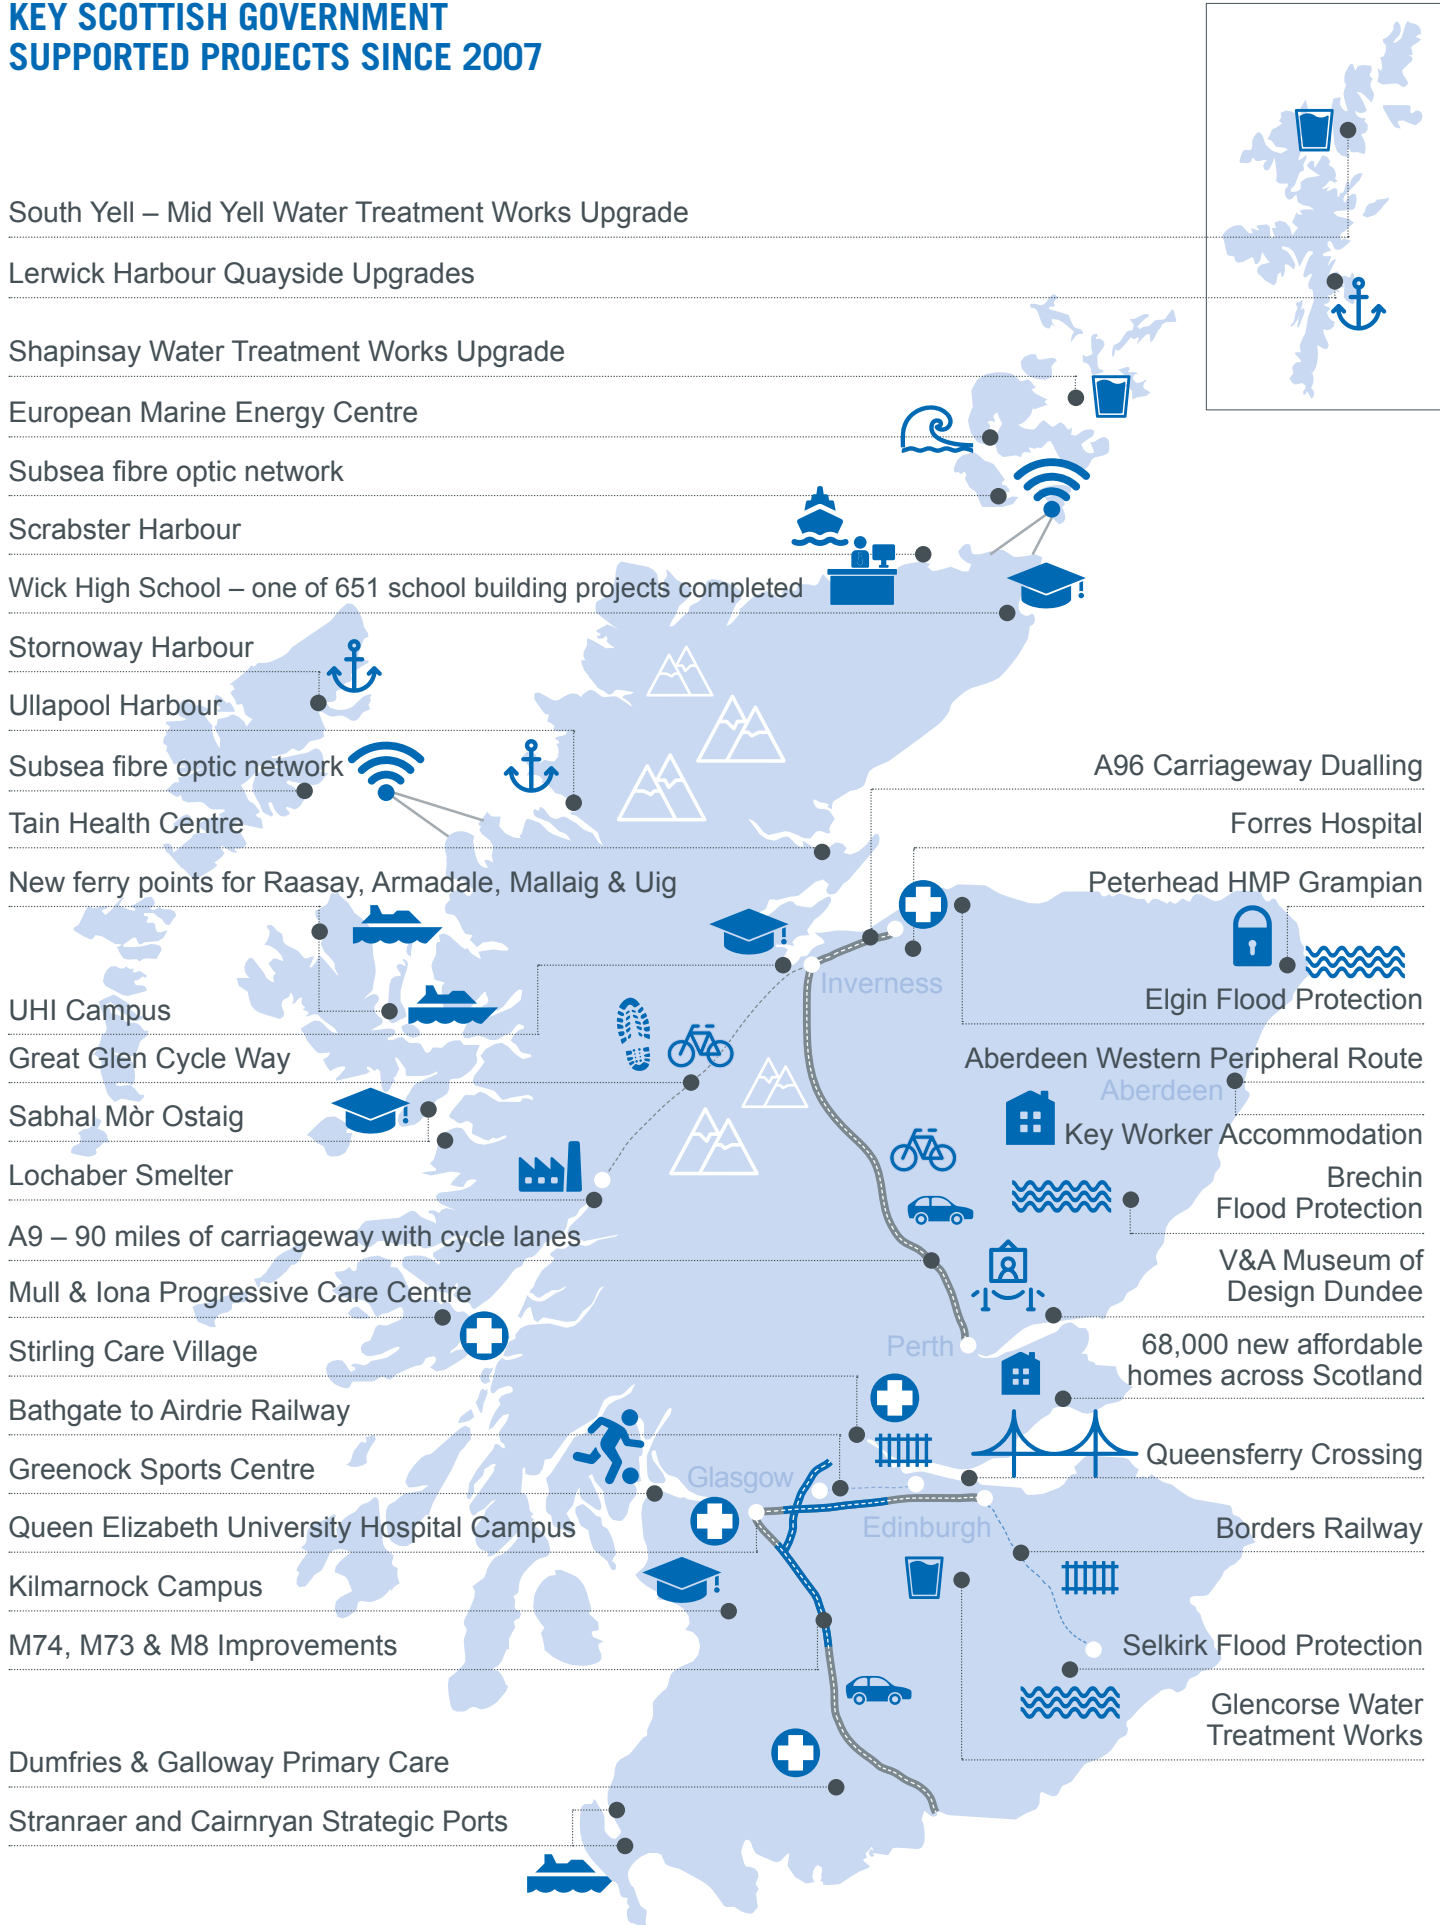 KEY SCOTTISH GOVERNMENT
SUPPORTED PROJECTS SINCE 2007
South Yell – Mid Yell Water Treatment Works Upgrade
Lerwick Harbour Quayside Upgrades
Shapinsay Water Treatment Works Upgrade
European Marine Energy Centre
Subsea fibre optic network
Scrabster Harbour
Wick High School – one of 651 school building projects completed
Stornoway Harbour
Ullapool Harbour
Subsea fibre optic network
Tain Health Centre
New ferry points for Raasay, Armadale, Mallaig & Uig
UHI Campus
Great Glen Cycle Way
Sabhal Mòr Ostaig
Lochaber Smelter
A9 – 90 miles of carriageway with cycle lanes
Mull & Iona Progressive Care Centre
Stirling Care Village
Bathgate to Airdrie Railway
Greenock Sports Centre
Queen Elizabeth University Hospital Campus
Kilmarnock Campus
M74, M73 & M8 Improvements
Dumfries & Galloway Primary Care
Stranraer and Cairnryan Strategic Ports
A96 Carriageway Dualling
Forres Hospital
Peterhead HMP Grampian
Inverness
Elgin Flood Protection
Aberdeen Western Peripheral Route
Aberdeen
Key Worker Accommodation
Brechin
Flood Protection
V&A Museum of
Design Dundee
Perth
68,000 new affordable
homes across Scotland
Queensferry Crossing
Glasgow
Edinburgh
Borders Railway
Selkirk Flood Protection
Glencorse Water
Treatment Works